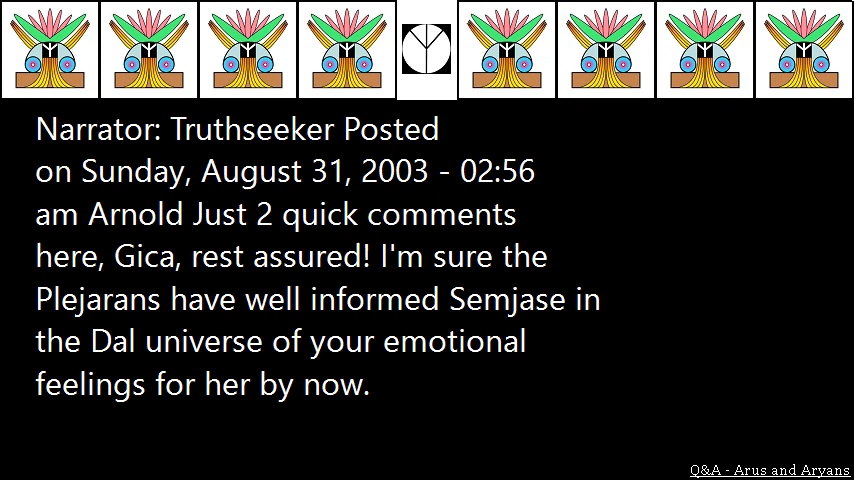 Narrator: Truthseeker Posted
on Sunday, August 31, 2003 - 02:56
am Arnold Just 2 quick comments
here, Gica, rest assured! I'm sure the
Plejarans have well informed Semjase in
the Dal universe of your emotional
feelings for her by now.
Q&A - Arus and Aryans